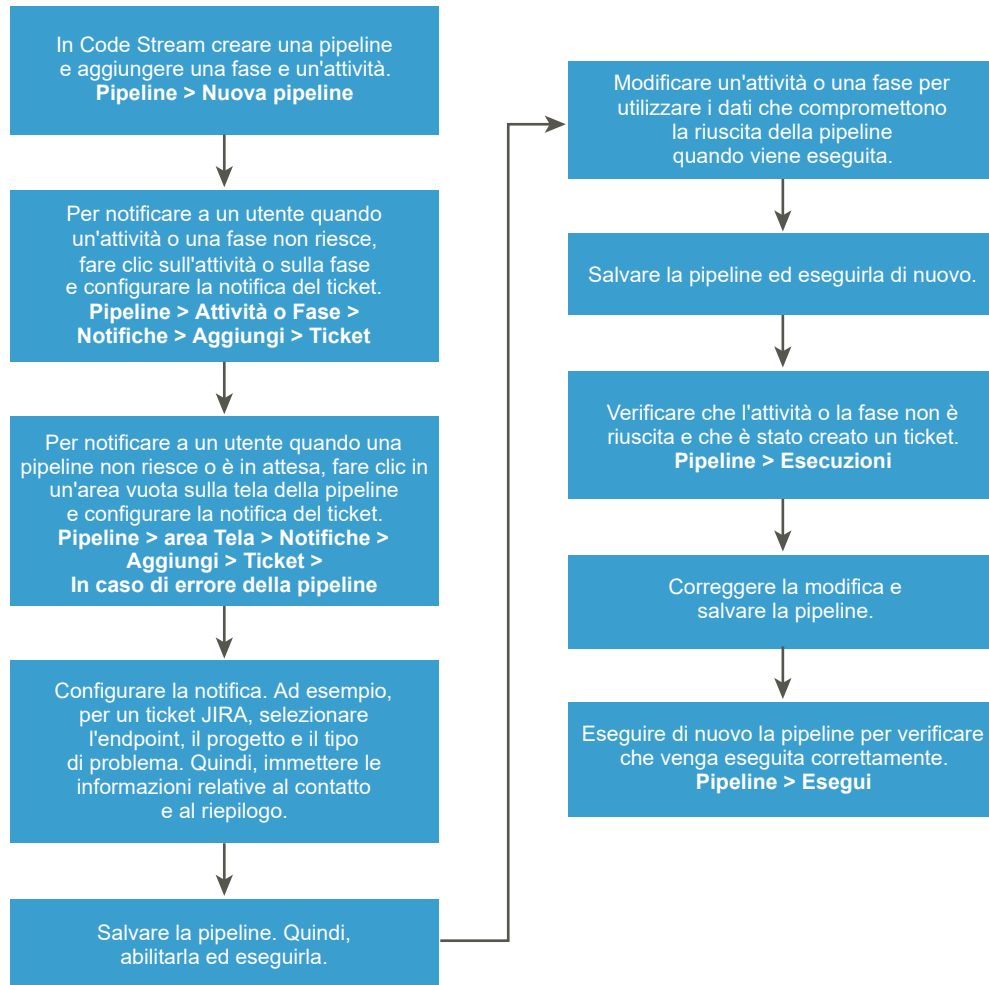 In Code Stream creare una pipeline
e aggiungere una fase e un'attività.
Pipeline > Nuova pipeline
Per notificare a un utente quando
un'attività o una fase non riesce,
fare clic sull'attività o sulla fase
e configurare la notifica del ticket.
Pipeline > Attività o Fase >
Notifiche > Aggiungi > Ticket
Per notificare a un utente quando una
pipeline non riesce o è in attesa, fare clic in
un'area vuota sulla tela della pipeline
e configurare la notifica del ticket.
Pipeline > area Tela > Notifiche >
Aggiungi > Ticket >
In caso di errore della pipeline
Configurare la notifica. Ad esempio,
per un ticket JIRA, selezionare
l'endpoint, il progetto e il tipo
di problema. Quindi, immettere le
informazioni relative al contatto
e al riepilogo.
Salvare la pipeline. Quindi,
abilitarla ed eseguirla.
Modificare un'attività o una fase per
utilizzare i dati che compromettono
la riuscita della pipeline
quando viene eseguita.
Salvare la pipeline ed eseguirla di nuovo.
Verificare che l'attività o la fase non è
riuscita e che è stato creato un ticket.
Pipeline > Esecuzioni
Correggere la modifica e
salvare la pipeline.
Eseguire di nuovo la pipeline per verificare
che venga eseguita correttamente.
Pipeline > Esegui